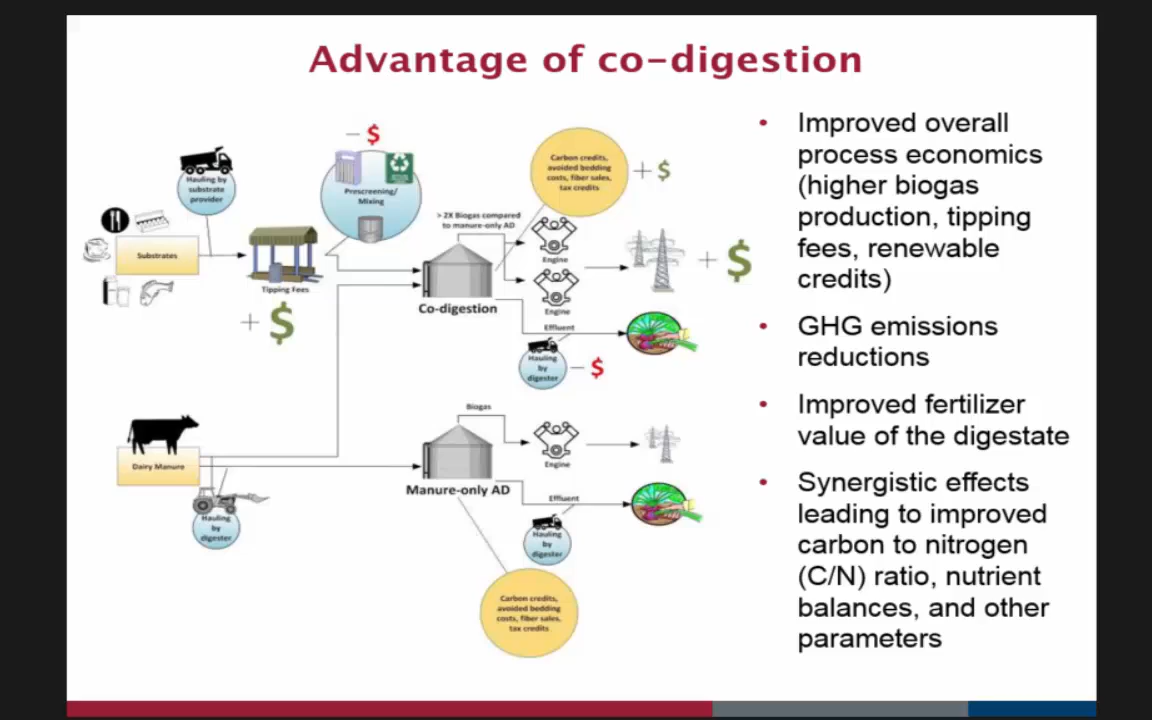 Advantage of co-digestion
Hauling by
substrate
provider
Substrates
Tipping Fees
+ $
− $
Prescreening/
Mixing
> 2X Biogas compared
to manure-only AD
Carbon credits,
avoided bedding
costs, fiber sales,
tax credits
+ $
Engine
Engine
+ $
Co-digestion
Effluent
Hauling
by
digester
− $
Dairy Manure
Hauling
by
digester
Biogas
Engine
Manure-only AD
Effluent
Hauling
by
digester
Carbon credits,
avoided bedding
costs, fiber sales,
tax credits
• Improved overall
process economics
(higher biogas
production, tipping
fees, renewable
credits)
• GHG emissions
reductions
• Improved fertilizer
value of the digestate
• Synergistic effects
leading to improved
carbon to nitrogen
(C/N) ratio, nutrient
balances, and other
parameters